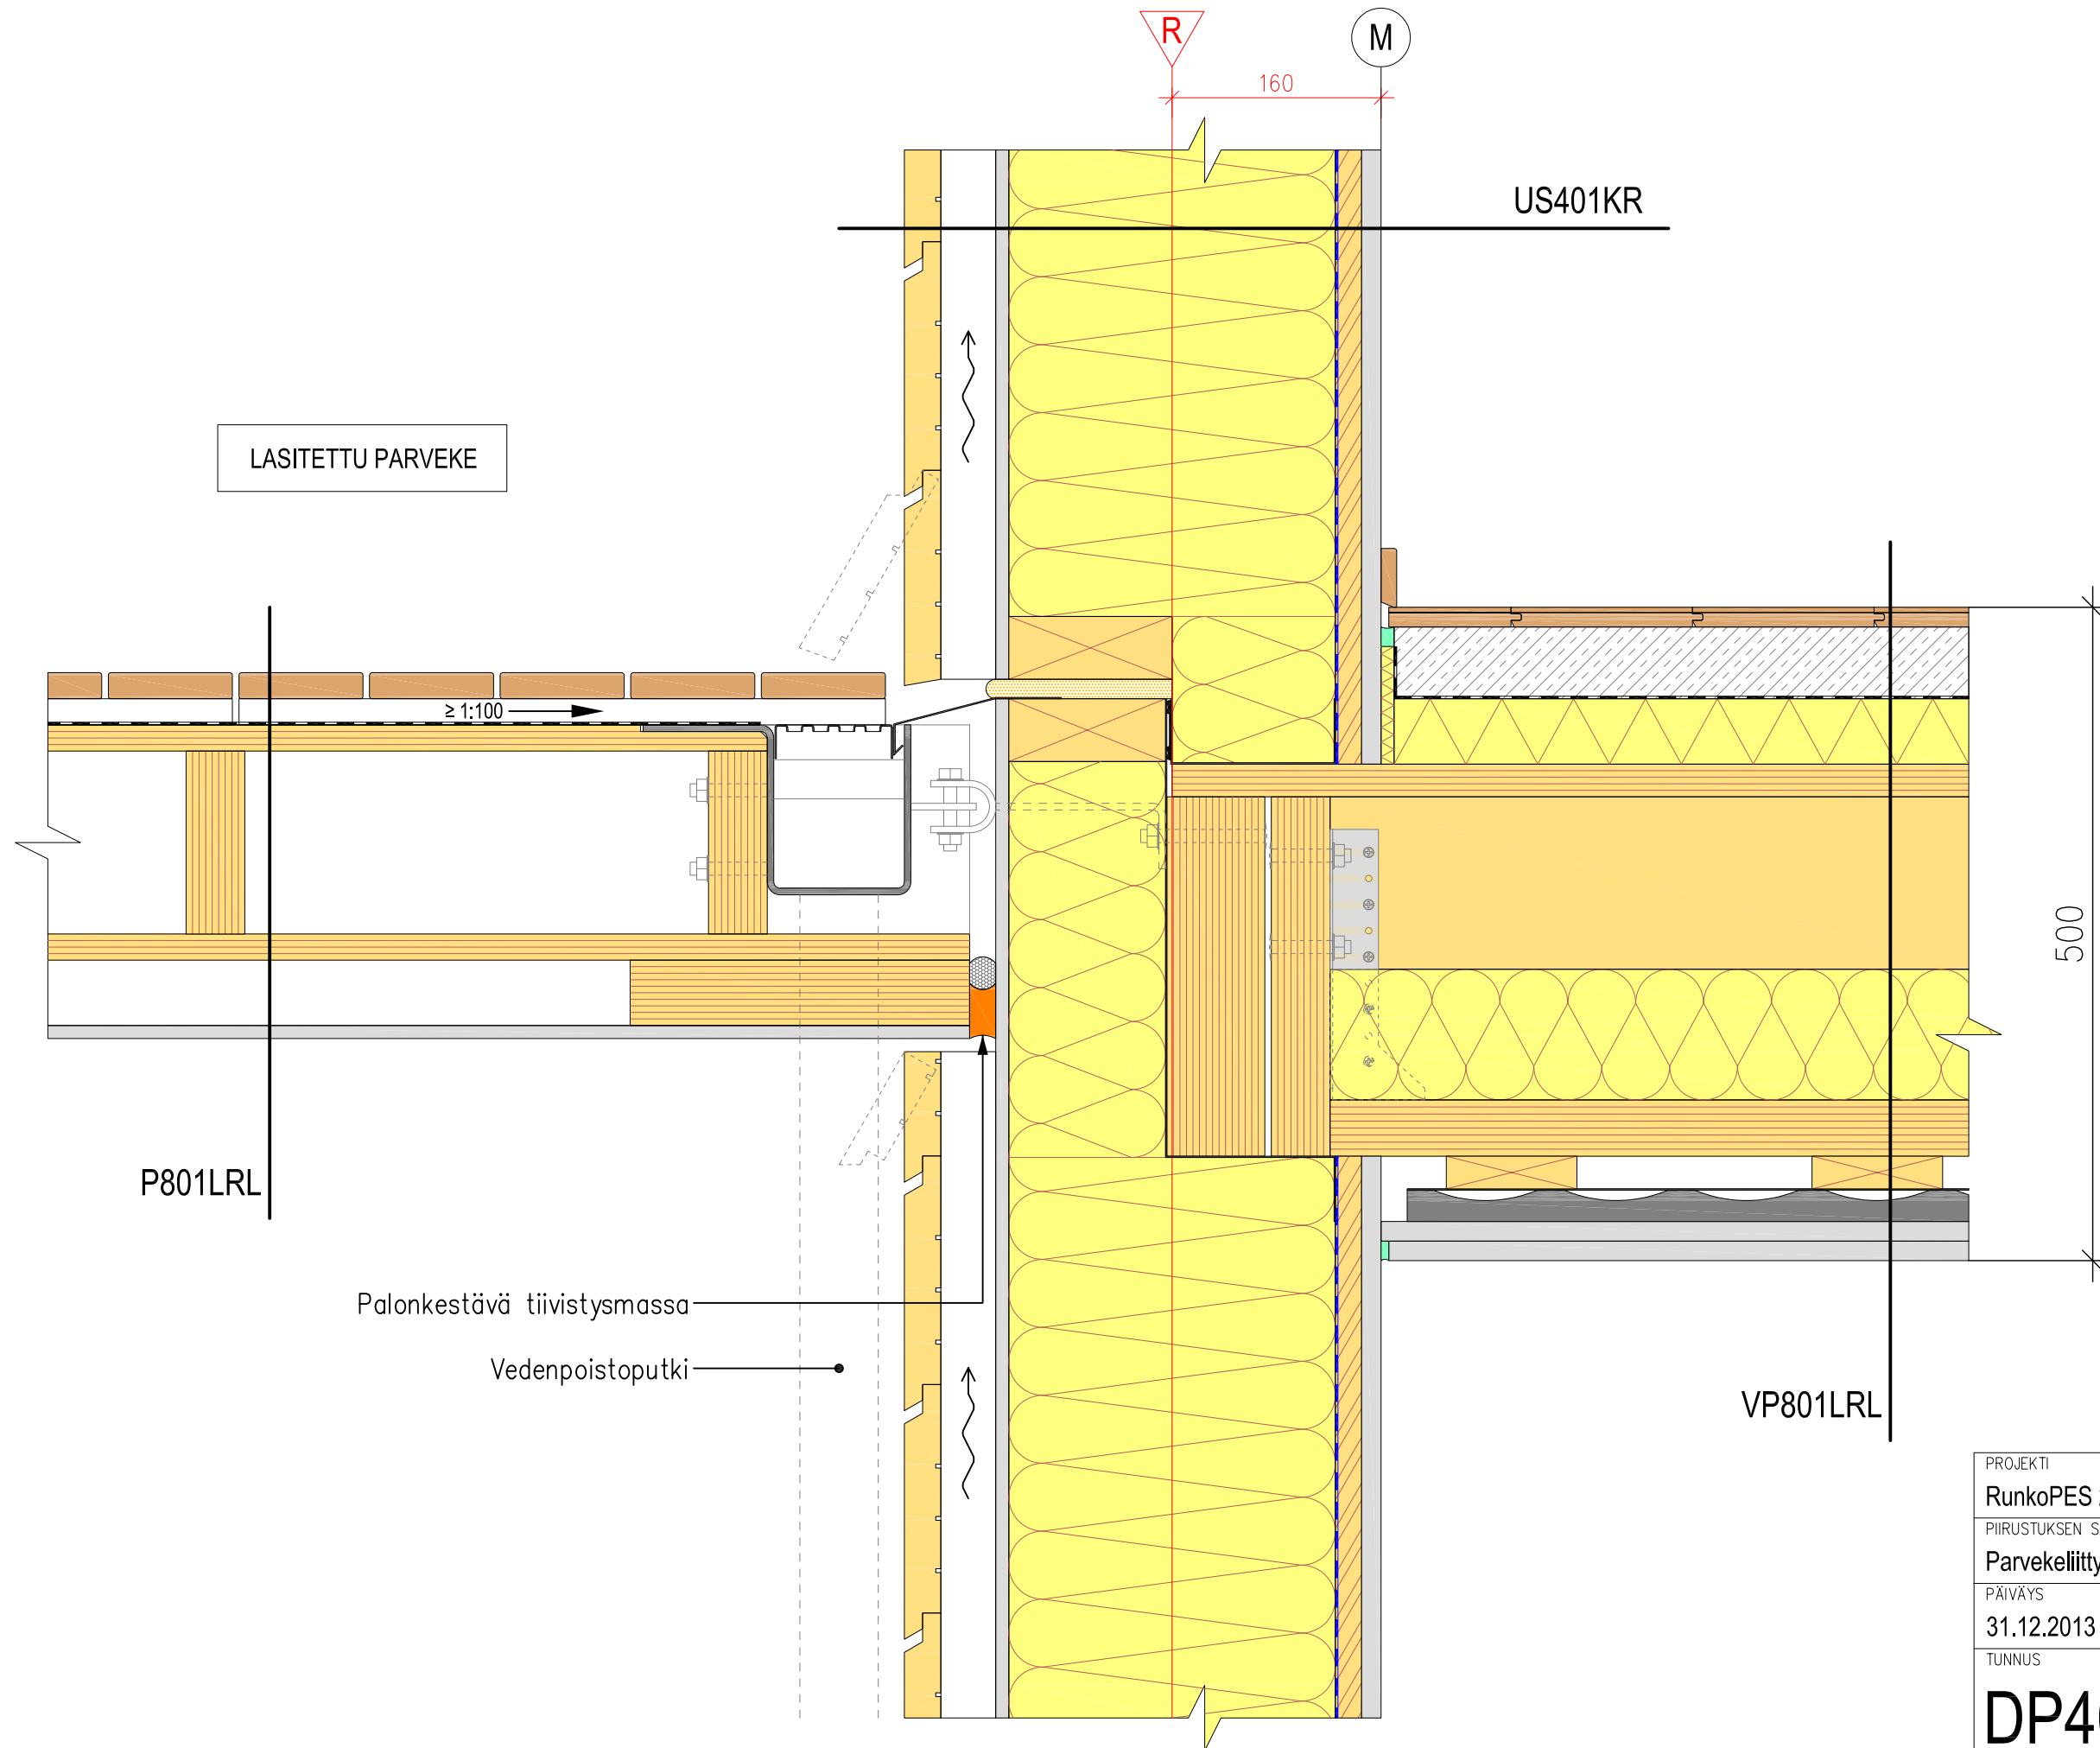 R
M
160
US401KR
LASITETTU PARVEKE
≥ 1:100
500
P801LRL
Palonkestävä tiivistysmassa
Vedenpoistoputki
VP801LRL
PROJEKTI
RunkoPES
PIIRUSTUKSEN S
Parvekeliitty
PÄIVÄYS
31.12.2013
TUNNUS
DP40